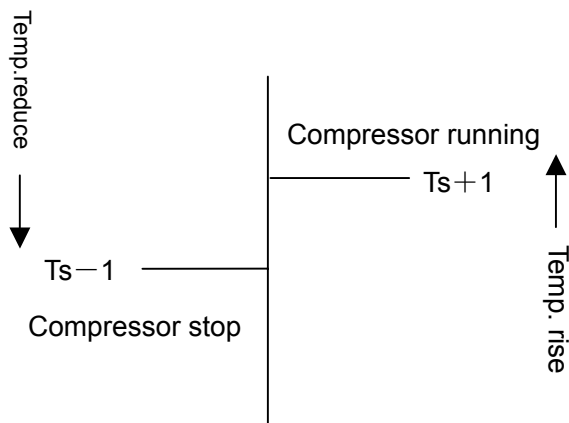 Temp.reduce
Compressor running
Ts＋1
Ts－1
Temp. rise
Compressor stop